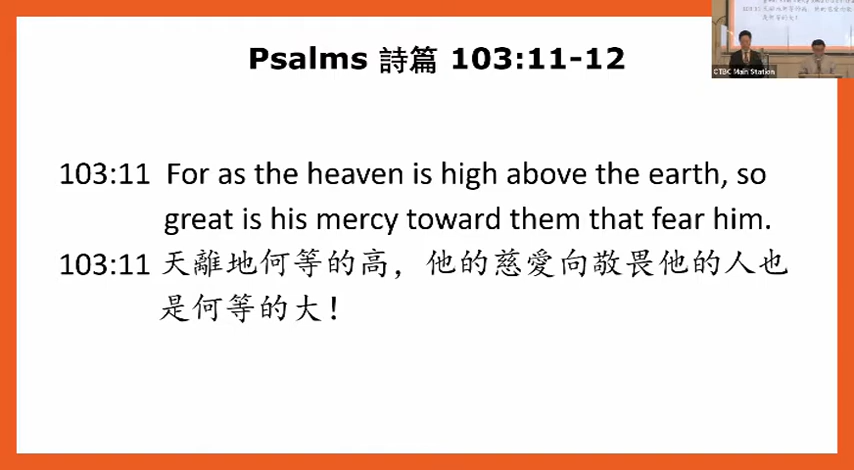 Psalms 詩篇 103:11-12
103:11 For as the heaven is high above the earth, so
great is his mercy toward them that fear him.
103:11 天離地何等的高，他的慈愛向敬畏他的人也
是何等的大！
CTBC Main Station